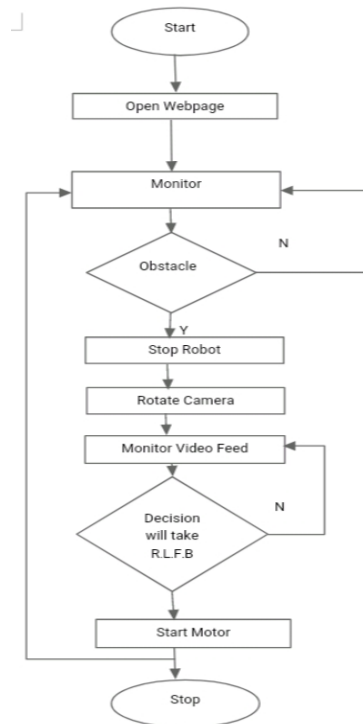 Start
Open Webpage
Monitor
Obstacle
N
Y
Stop Robot
Rotate Camera
Monitor Video Feed
N
Decision
will take
R.L.F.B
Start Motor
Stop